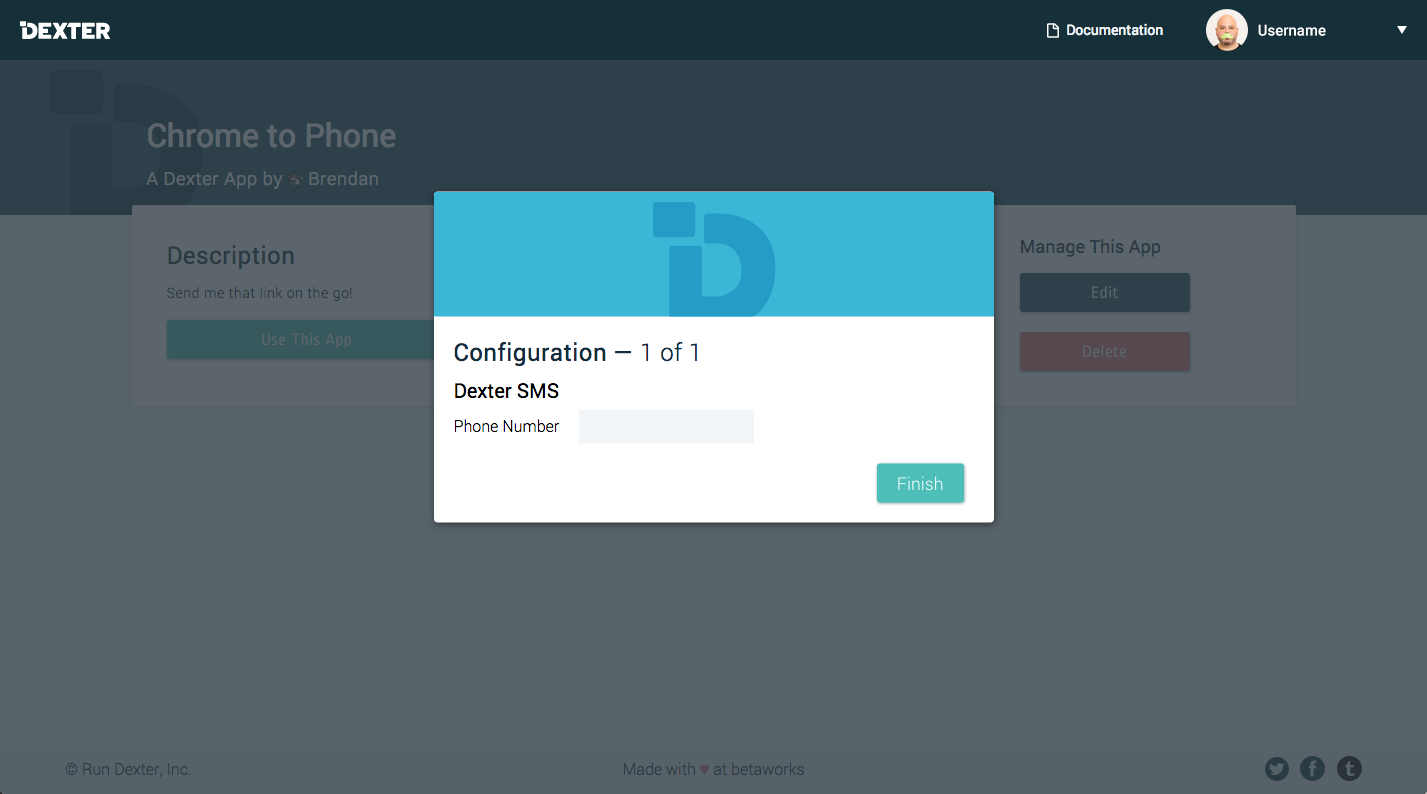 DEXTER
Documentation
Username
Chrome to Phone
A Dexter App by Brendan
Description
Send me that link on the go!
Use This App
Manage This App
Edit
Delete
Configuration — 1 of 1
Dexter SMS
Phone Number
Finish
© Run Dexter, Inc.
Made with ♥ at betaworks